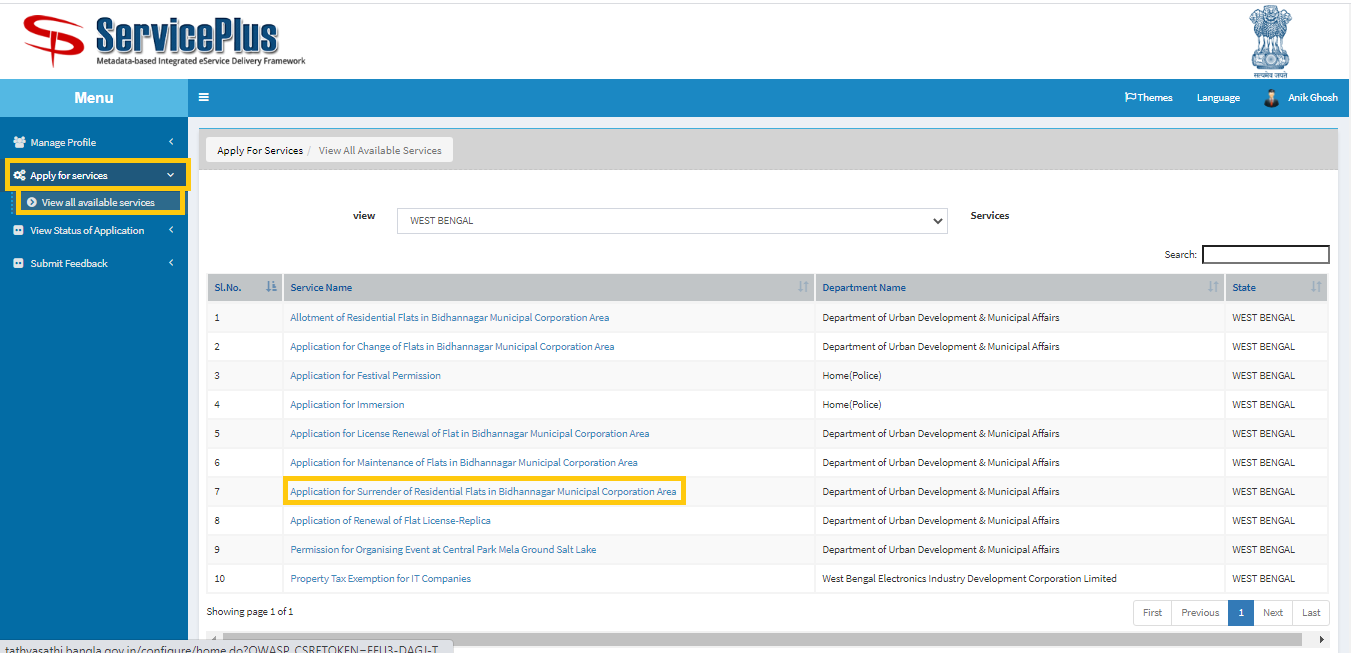 ServicePlus
Metadata-based Integrated eService Delivery Framework
सत्यमेव जयते
Menu
Themes Language Anik Ghosh
Manage Profile
Apply for services
View all available services
View Status of Application
Submit Feedback
Apply For Services / View All Available Services
view WEST BENGAL Services
Search:
Sl.No. Service Name Department Name State
1 Allotment of Residential Flats in Bidhannagar Municipal Corporation Area Department of Urban Development & Municipal Affairs WEST BENGAL
2 Application for Change of Flats in Bidhannagar Municipal Corporation Area Department of Urban Development & Municipal Affairs WEST BENGAL
3 Application for Festival Permission Home(Police) WEST BENGAL
4 Application for Immersion Home(Police) WEST BENGAL
5 Application for License Renewal of Flat in Bidhannagar Municipal Corporation Area Department of Urban Development & Municipal Affairs WEST BENGAL
6 Application for Maintenance of Flats in Bidhannagar Municipal Corporation Area Department of Urban Development & Municipal Affairs WEST BENGAL
7 Application for Surrender of Residential Flats in Bidhannagar Municipal Corporation Area Department of Urban Development & Municipal Affairs WEST BENGAL
8 Application of Renewal of Flat License-Replica Department of Urban Development & Municipal Affairs WEST BENGAL
9 Permission for Organising Event at Central Park Mela Ground Salt Lake Department of Urban Development & Municipal Affairs WEST BENGAL
10 Property Tax Exemption for IT Companies West Bengal Electronics Industry Development Corporation Limited WEST BENGAL
Showing page 1 of 1
First Previous 1 Next Last